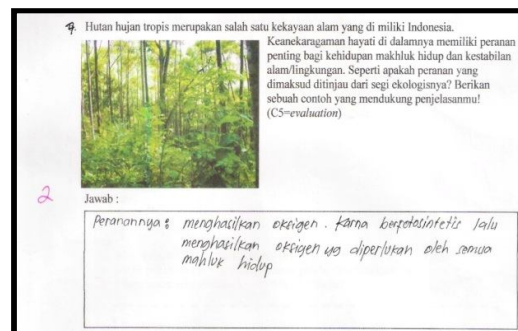 7. Hutan hujan tropis merupakan salah satu kekayaan alam yang di miliki Indonesia.
Keanekaragaman hayati di dalamnya memiliki peranan
penting bagi kehidupan makhluk hidup dan kestabilan
alam/lingkungan. Seperti apakah peranan yang
dimaksud ditinjau dari segi ekologisnya? Berikan
sebuah contoh yang mendukung penjelasanmu!
(C5=evaluation)
2
Jawab :
Peranannya : menghasilkan oksigen. Karna berfotosintetis lalu
menghasilkan oksigen yg diperlukan oleh semua
mahluk hidup